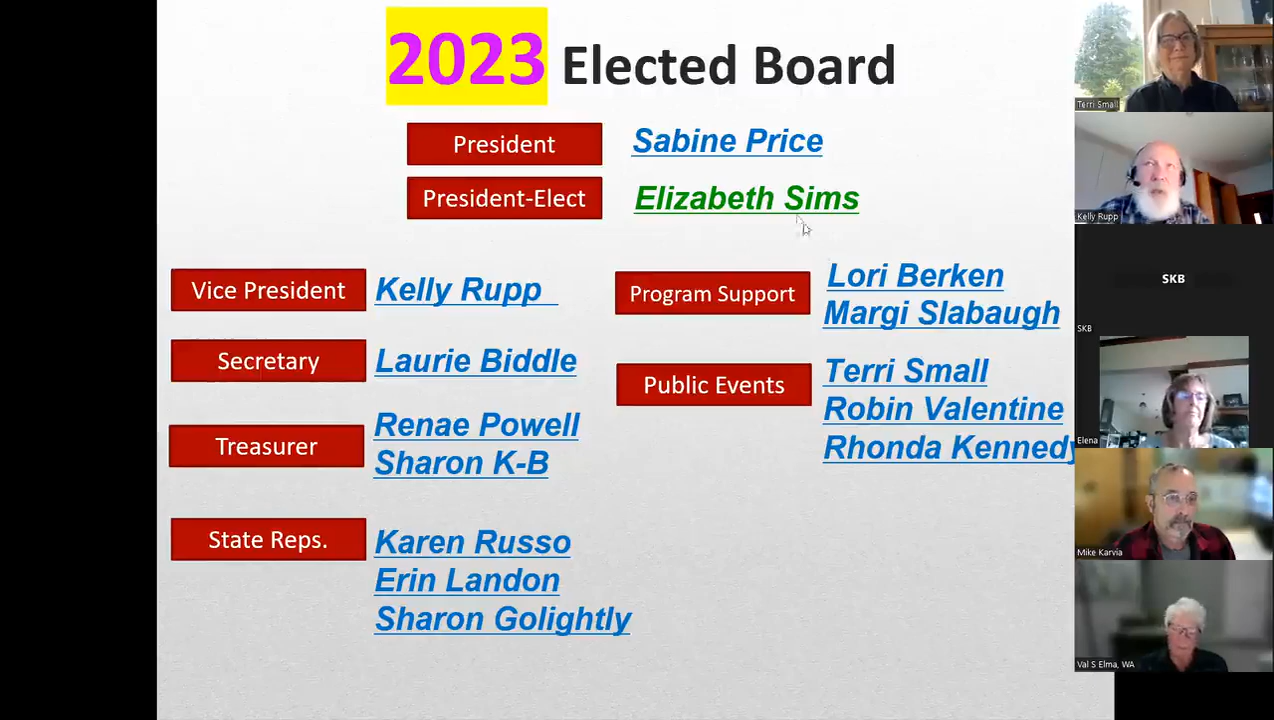 2023 Elected Board
President
Sabine Price
President-Elect
Elizabeth Sims
Vice President
Kelly Rupp
Secretary
Laurie Biddle
Treasurer
Renae Powell
Sharon K-B
State Reps.
Karen Russo
Erin Landon
Sharon Golightly
Program Support
Lori Berken
Margi Slabaugh
Public Events
Terri Small
Robin Valentine
Rhonda Kennedy
Terri Small
Kelly Rupp
SKB
SKB
Elena
Mike Karvia
Val S Elma, WA